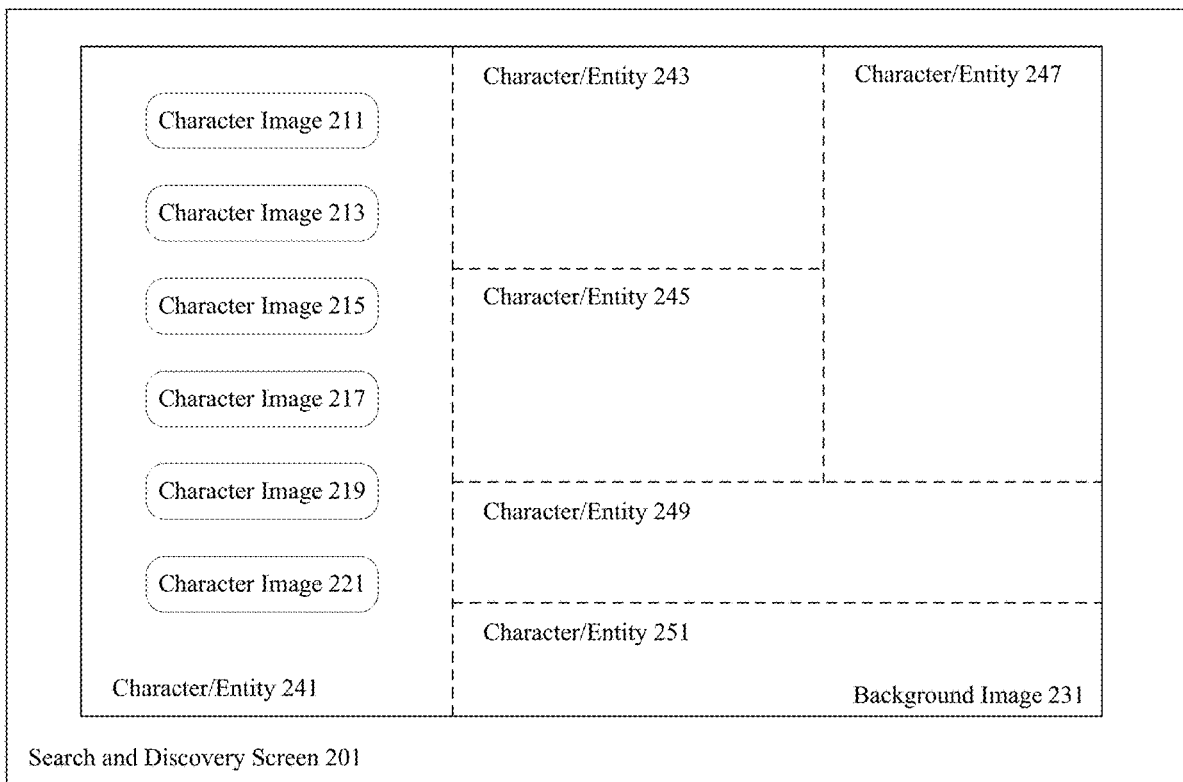 Character/Entity 243
Character/Entity 247
Character Image 211
Character Image 213
Character/Entity 245
Character Image 215
Character Image 217
Character Image 219
Character/Entity 249
Character Image 221
Character/Entity 251
Character/Entity 241
Background Image 231
Search and Discovery Screen 201